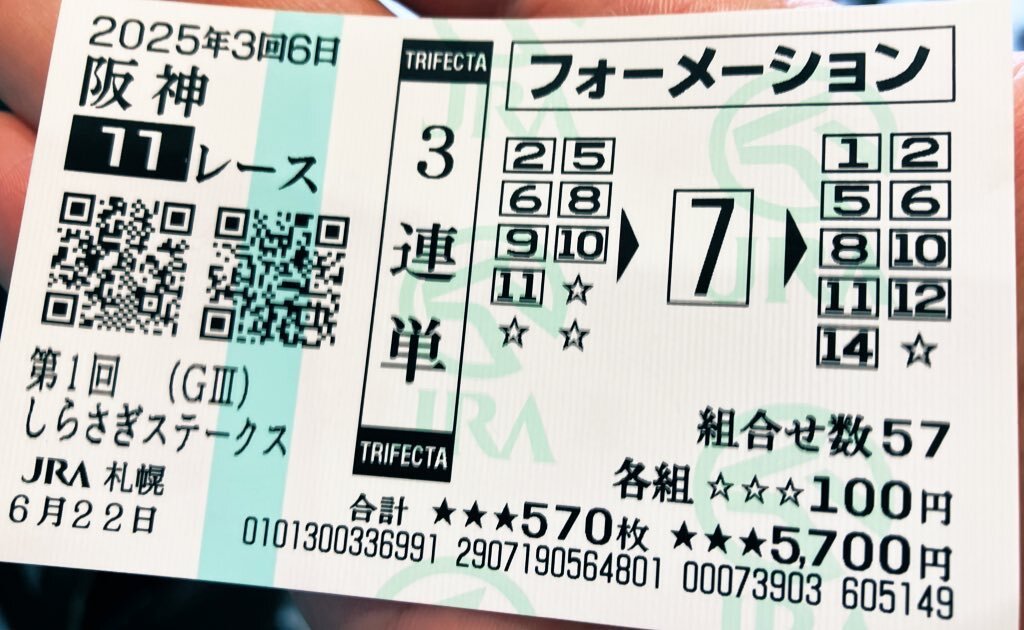 2025年3回6日
阪神
11レース
第1回 (GⅢ)
しらさぎステークス
JRA 札幌
6月22日
TRIFECTA
3連単
TRIFECTA
フォーメーション
2 5
6 8
9 10
11 ☆
☆ ☆
7
1 2
5 6
8 10
11 12
14 ☆
組合せ数57
各組 ☆☆☆100円
合計 ★★★570枚 ★★★5,700円
0101300336991 2907190564801 00073903 605149
JRA
JRA
JRA